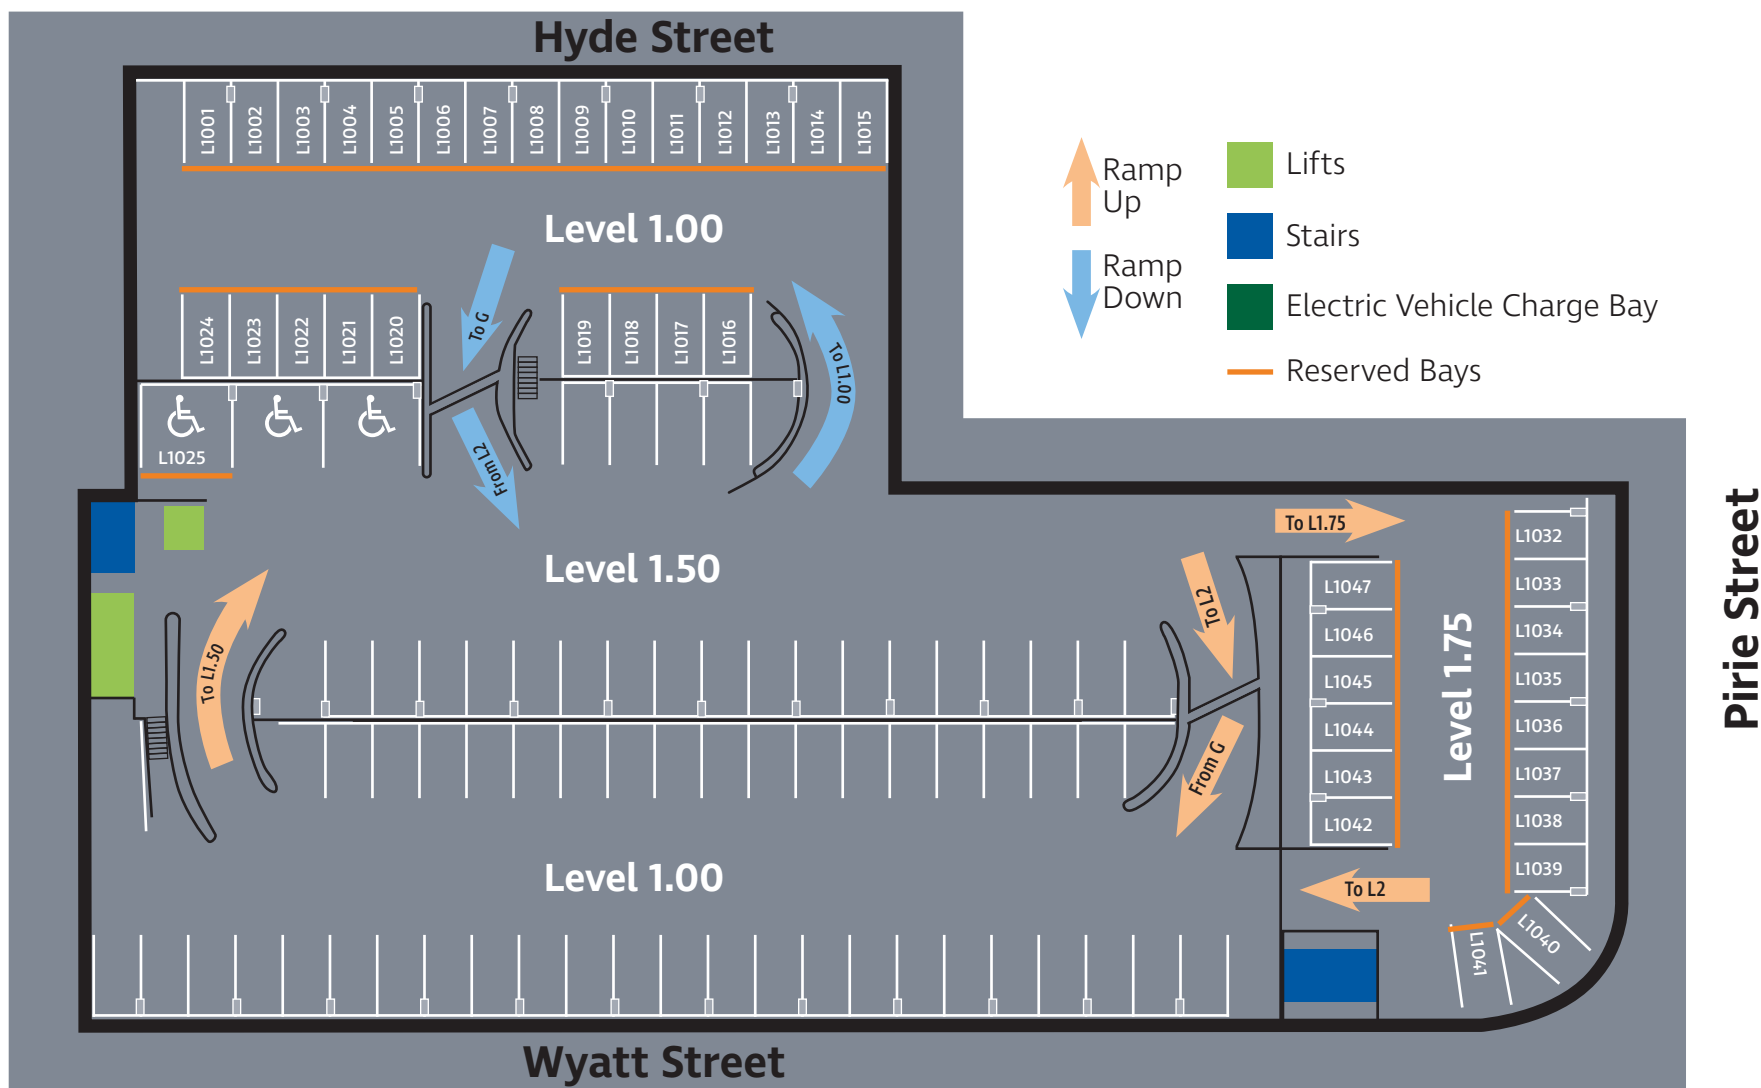 Hyde Street
L1001
L1002
L1003
L1004
L1005
L1006
L1007
L1008
L1009
L1010
L1011
L1012
L1013
L1014
L1015
Level 1.00
Ramp
Up
Ramp
Down
Lifts
Stairs
Electric Vehicle Charge Bay
Reserved Bays
To G
L1024
L1023
L1022
L1021
L1020
L1019
L1018
L1017
L1016
To L1.00
From L2
L1025
Level 1.50
To L1.75
To L2
To L1.50
From G
L1047
L1046
L1045
L1044
L1043
L1042
Level 1.75
L1032
L1033
L1034
L1035
L1036
L1037
L1038
L1039
L1040
L1041
Pirie Street
Level 1.00
To L2
Wyatt Street